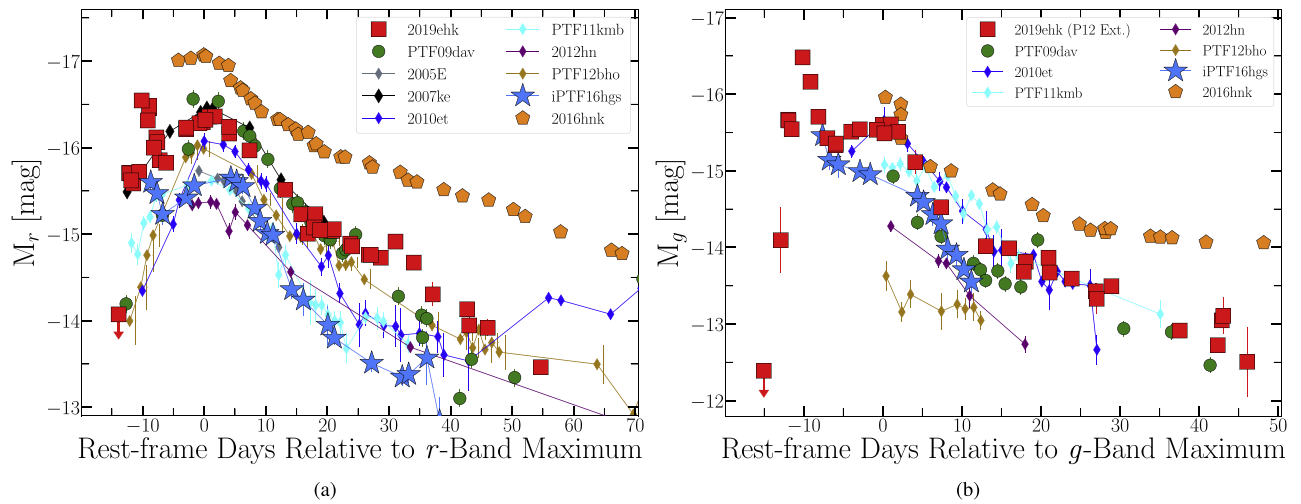 2019ehk
PTF09dav
2005E
2007ke
2010et
PTF11kmb
2012hn
PTF12bho
iPTF16hgs
2016hnk
M_r [mag]
−17
−16
−15
−14
−13
−10 0 10 20 30 40 50 60 70
Rest-frame Days Relative to r-Band Maximum
(a)
2019ehk (P12 Ext.)
PTF09dav
2010et
PTF11kmb
2012hn
PTF12bho
iPTF16hgs
2016hnk
M_g [mag]
−17
−16
−15
−14
−13
−12
−10 0 10 20 30 40 50
Rest-frame Days Relative to g-Band Maximum
(b)